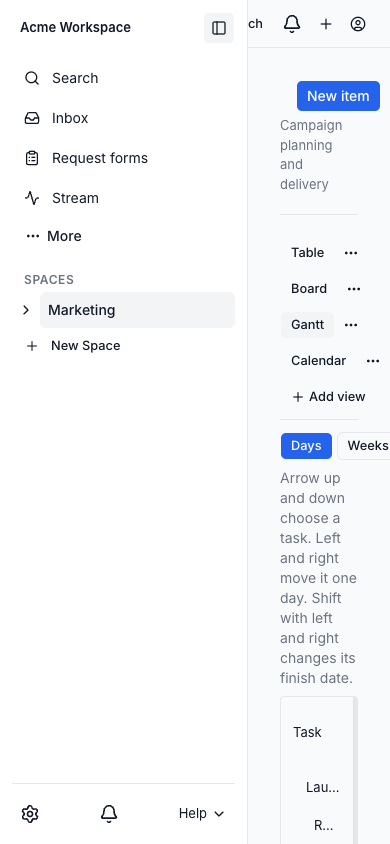 Acme Workspace
Search
Inbox
Request forms
Stream
More
SPACES
Marketing
New Space
Help
ch
New item
Campaign
planning
and
delivery
Table
Board
Gantt
Calendar
Add view
Days
Weeks
Arrow up
and down
choose a
task. Left
and right
move it one
day. Shift
with left
and right
changes its
finish date.
Task
Lau...
R...